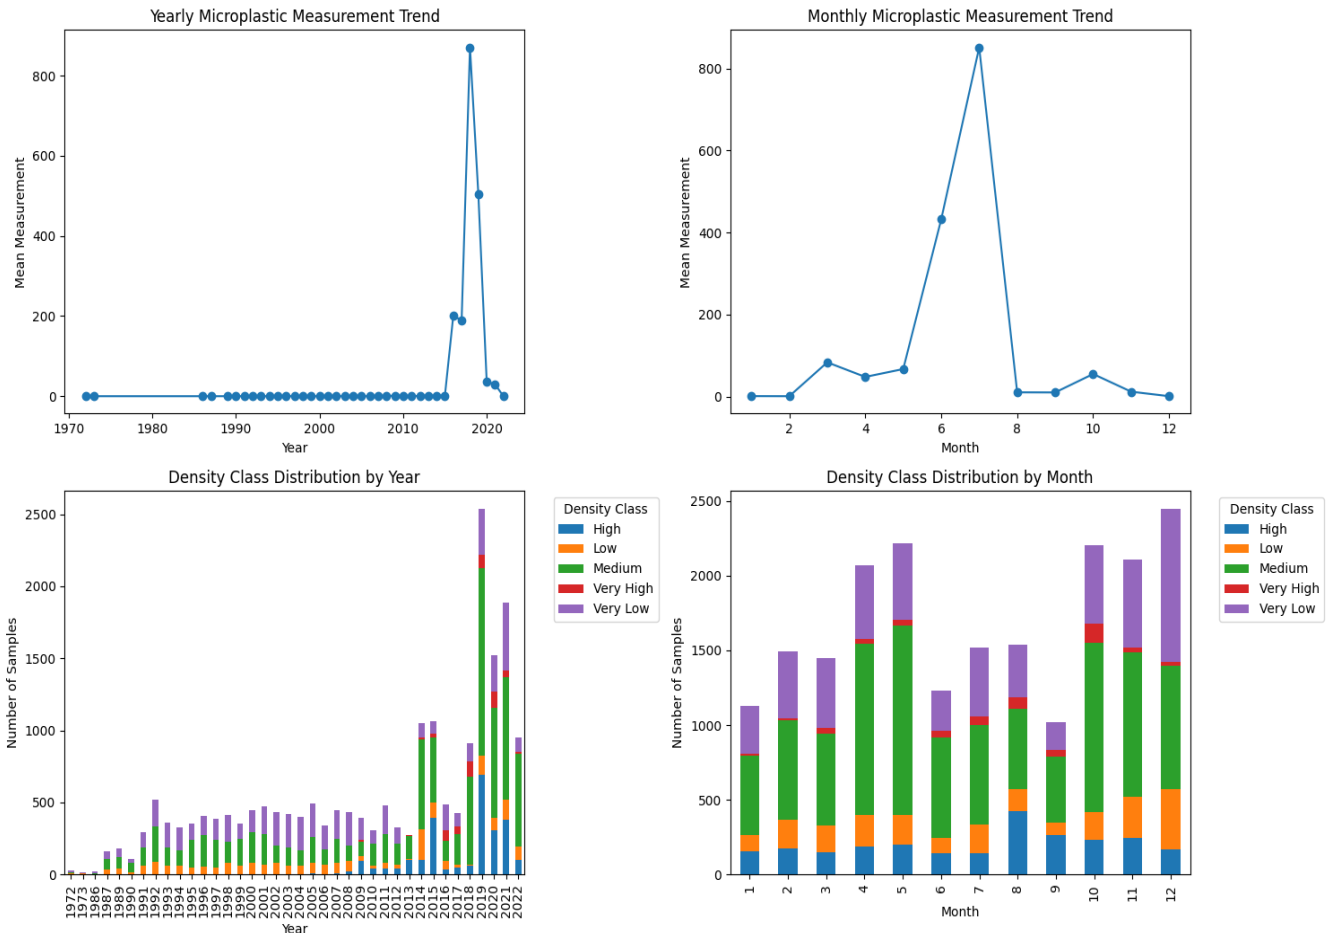 Yearly Microplastic Measurement Trend
Mean Measurement
800
600
400
200
0
1970 1980 1990 2000 2010 2020
Year
Monthly Microplastic Measurement Trend
Mean Measurement
800
600
400
200
0
2 4 6 8 10 12
Month
Density Class Distribution by Year
Number of Samples
2500
2000
1500
1000
500
0
1972 1973 1986 1987 1989 1990 1991 1992 1993 1994 1995 1996 1997 1998 1999 2000 2001 2002 2003 2004 2005 2006 2007 2008 2009 2010 2011 2012 2013 2014 2015 2016 2017 2018 2019 2020 2021 2022
Year
Density Class
High
Low
Medium
Very High
Very Low
Density Class Distribution by Month
Number of Samples
2500
2000
1500
1000
500
0
1 2 3 4 5 6 7 8 9 10 11 12
Month
Density Class
High
Low
Medium
Very High
Very Low